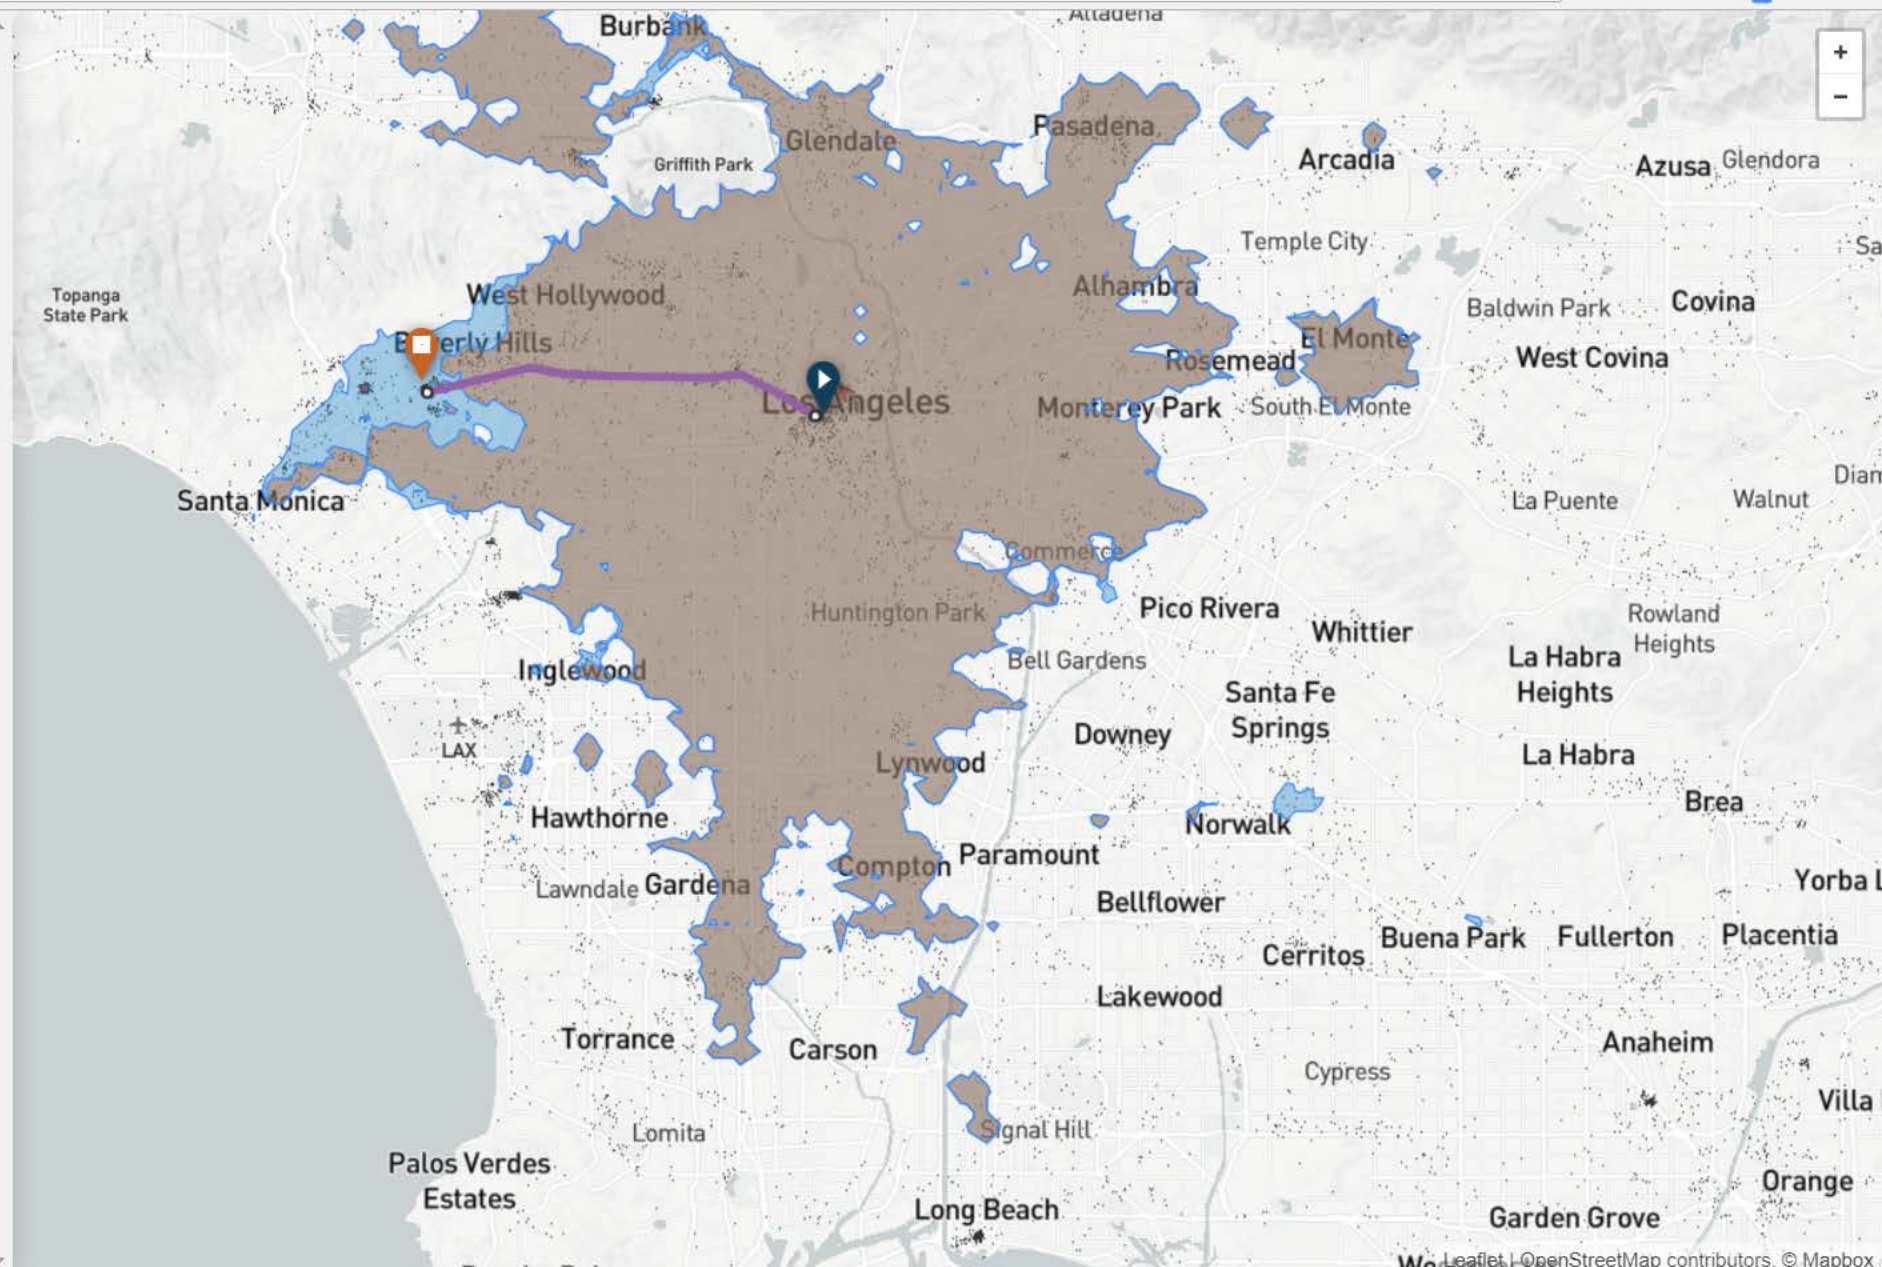 Altadena
Burbank
+
−
Pasadena
Glendale
Griffith Park
Arcadia
Azusa
Glendora
Temple City
Sa
Topanga
State Park
West Hollywood
Alhambra
Baldwin Park
Covina
Beverly Hills
El Monte
Rosemead
West Covina
Los Angeles
Monterey Park
South El Monte
Diam
Santa Monica
La Puente
Walnut
Commerce
Huntington Park
Pico Rivera
Whittier
Rowland
Heights
Inglewood
Bell Gardens
La Habra
Heights
Santa Fe
Springs
LAX
Downey
Lynwood
La Habra
Brea
Hawthorne
Norwalk
Paramount
Compton
Lawndale
Gardena
Yorba L
Bellflower
Buena Park
Fullerton
Placentia
Cerritos
Lakewood
Torrance
Carson
Anaheim
Cypress
Villa
Lomita
Signal Hill
Palos Verdes
Estates
Orange
Long Beach
Garden Grove
Leaflet | OpenStreetMap contributors, © Mapbox